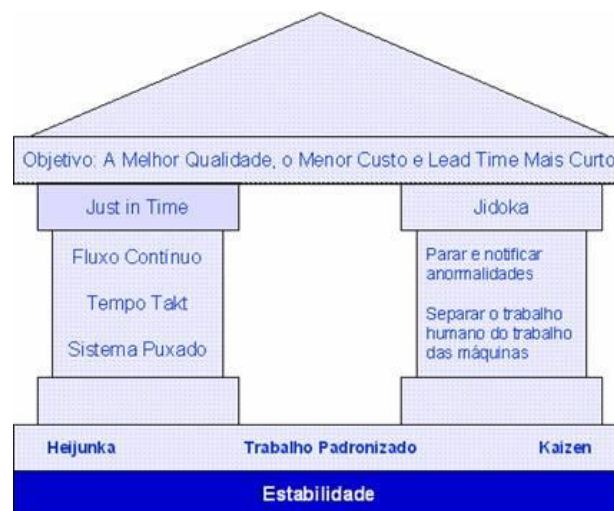 Objetivo: A Melhor Qualidade, o Menor Custo e Lead Time Mais Curto
Just in Time
Fluxo Contínuo
Tempo Takt
Sistema Puxado
Jidoka
Parar e notificar
anormalidades
Separar o trabalho
humano do trabalho
das máquinas
Heijunka Trabalho Padronizado Kaizen
Estabilidade